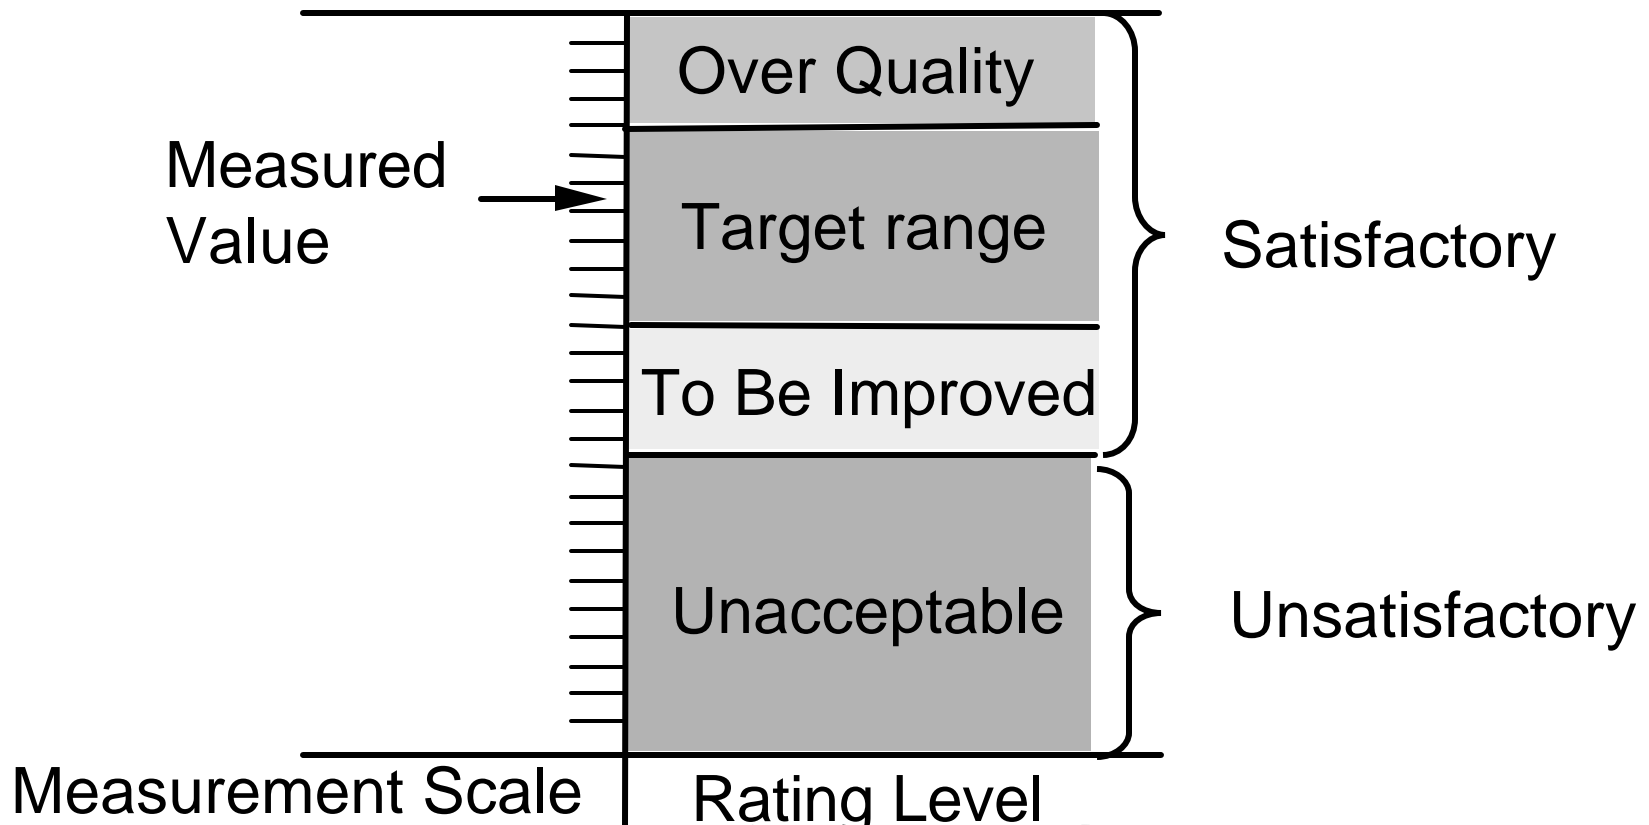 Over Quality
Measured
Value
Target range
Satisfactory
To Be Improved
Unacceptable
Unsatisfactory
Measurement Scale
Rating Level